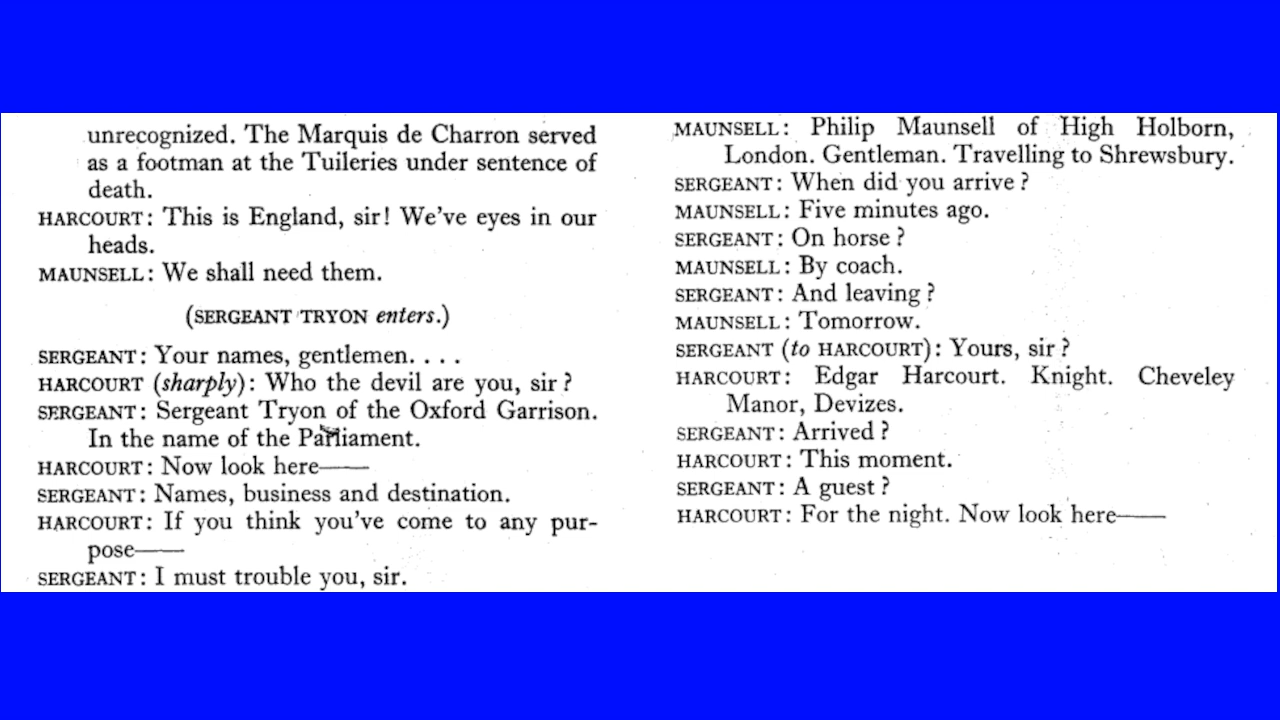 unrecognized. The Marquis de Charron served
as a footman at the Tuileries under sentence of
death.
HARCOURT: This is England, sir! We've eyes in our
heads.
MAUNSELL: We shall need them.
(SERGEANT TRYON enters.)
SERGEANT: Your names, gentlemen. . . .
HARCOURT (sharply): Who the devil are you, sir?
SERGEANT: Sergeant Tryon of the Oxford Garrison.
In the name of the Parliament.
HARCOURT: Now look here——
SERGEANT: Names, business and destination.
HARCOURT: If you think you've come to any pur-
pose——
SERGEANT: I must trouble you, sir.
MAUNSELL: Philip Maunsell of High Holborn,
London. Gentleman. Travelling to Shrewsbury.
SERGEANT: When did you arrive?
MAUNSELL: Five minutes ago.
SERGEANT: On horse?
MAUNSELL: By coach.
SERGEANT: And leaving?
MAUNSELL: Tomorrow.
SERGEANT (to HARCOURT): Yours, sir?
HARCOURT: Edgar Harcourt. Knight. Cheveley
Manor, Devizes.
SERGEANT: Arrived?
HARCOURT: This moment.
SERGEANT: A guest?
HARCOURT: For the night. Now look here——